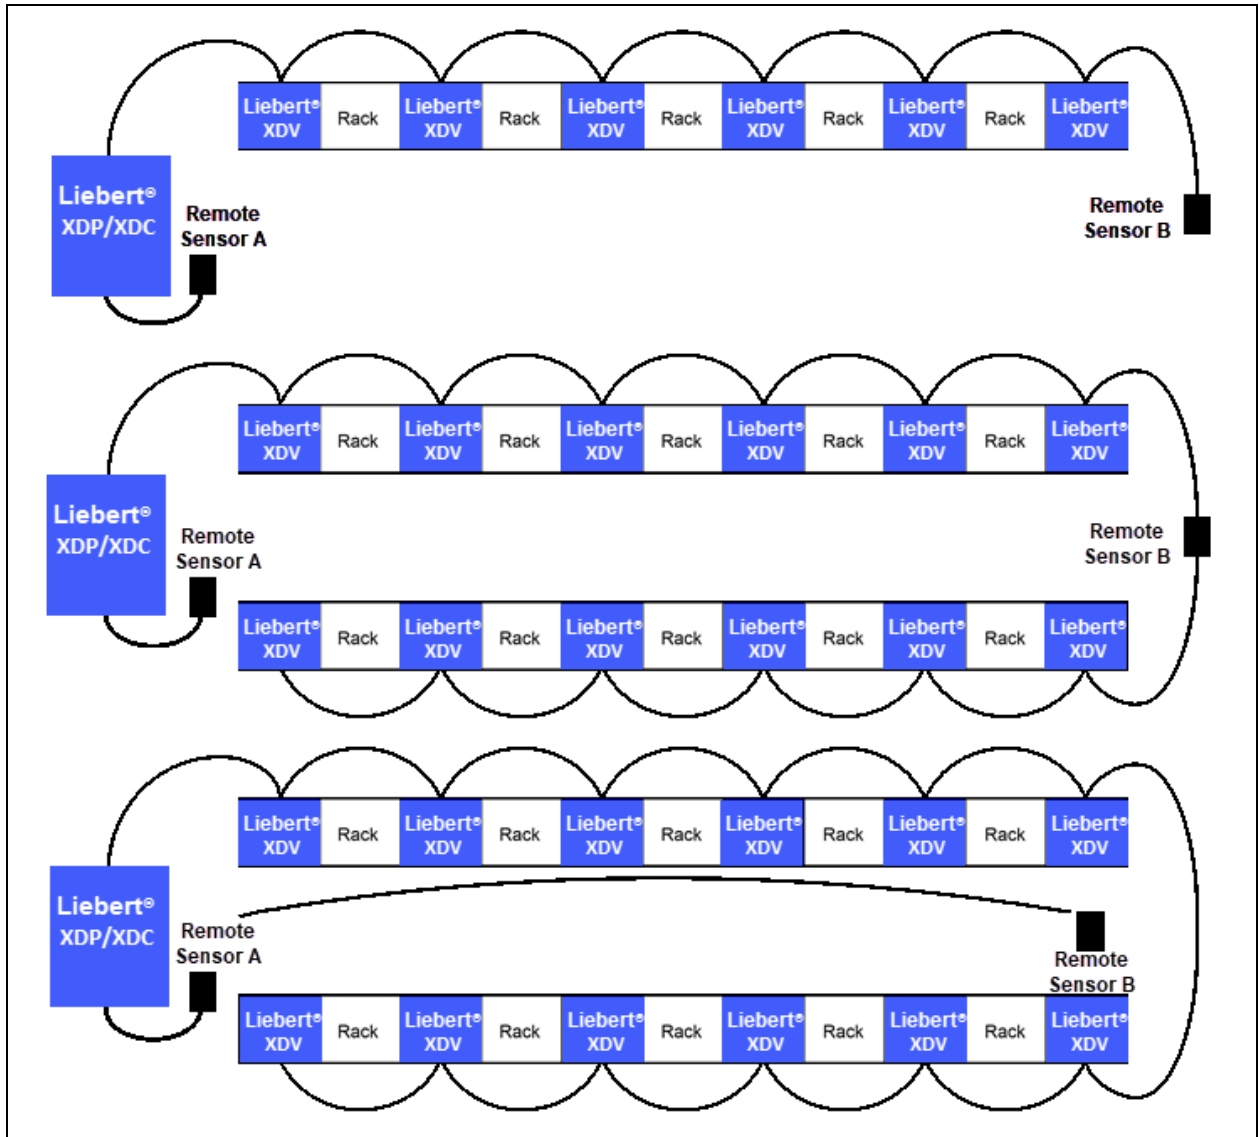 Liebert® Rack Liebert® Rack Liebert® Rack Liebert® Rack Liebert® Rack Liebert®
XDV XDV XDV XDV XDV XDV
Liebert®
XDP/XDC
Remote
Sensor A
Remote
Sensor B
Liebert® Rack Liebert® Rack Liebert® Rack Liebert® Rack Liebert® Rack Liebert®
XDV XDV XDV XDV XDV XDV
Liebert®
XDP/XDC
Remote
Sensor A
Remote
Sensor B
Liebert® Rack Liebert® Rack Liebert® Rack Liebert® Rack Liebert® Rack Liebert®
XDV XDV XDV XDV XDV XDV
Liebert® Rack Liebert® Rack Liebert® Rack Liebert® Rack Liebert® Rack Liebert®
XDV XDV XDV XDV XDV XDV
Liebert®
XDP/XDC
Remote
Sensor A
Remote
Sensor B
Liebert® Rack Liebert® Rack Liebert® Rack Liebert® Rack Liebert® Rack Liebert®
XDV XDV XDV XDV XDV XDV